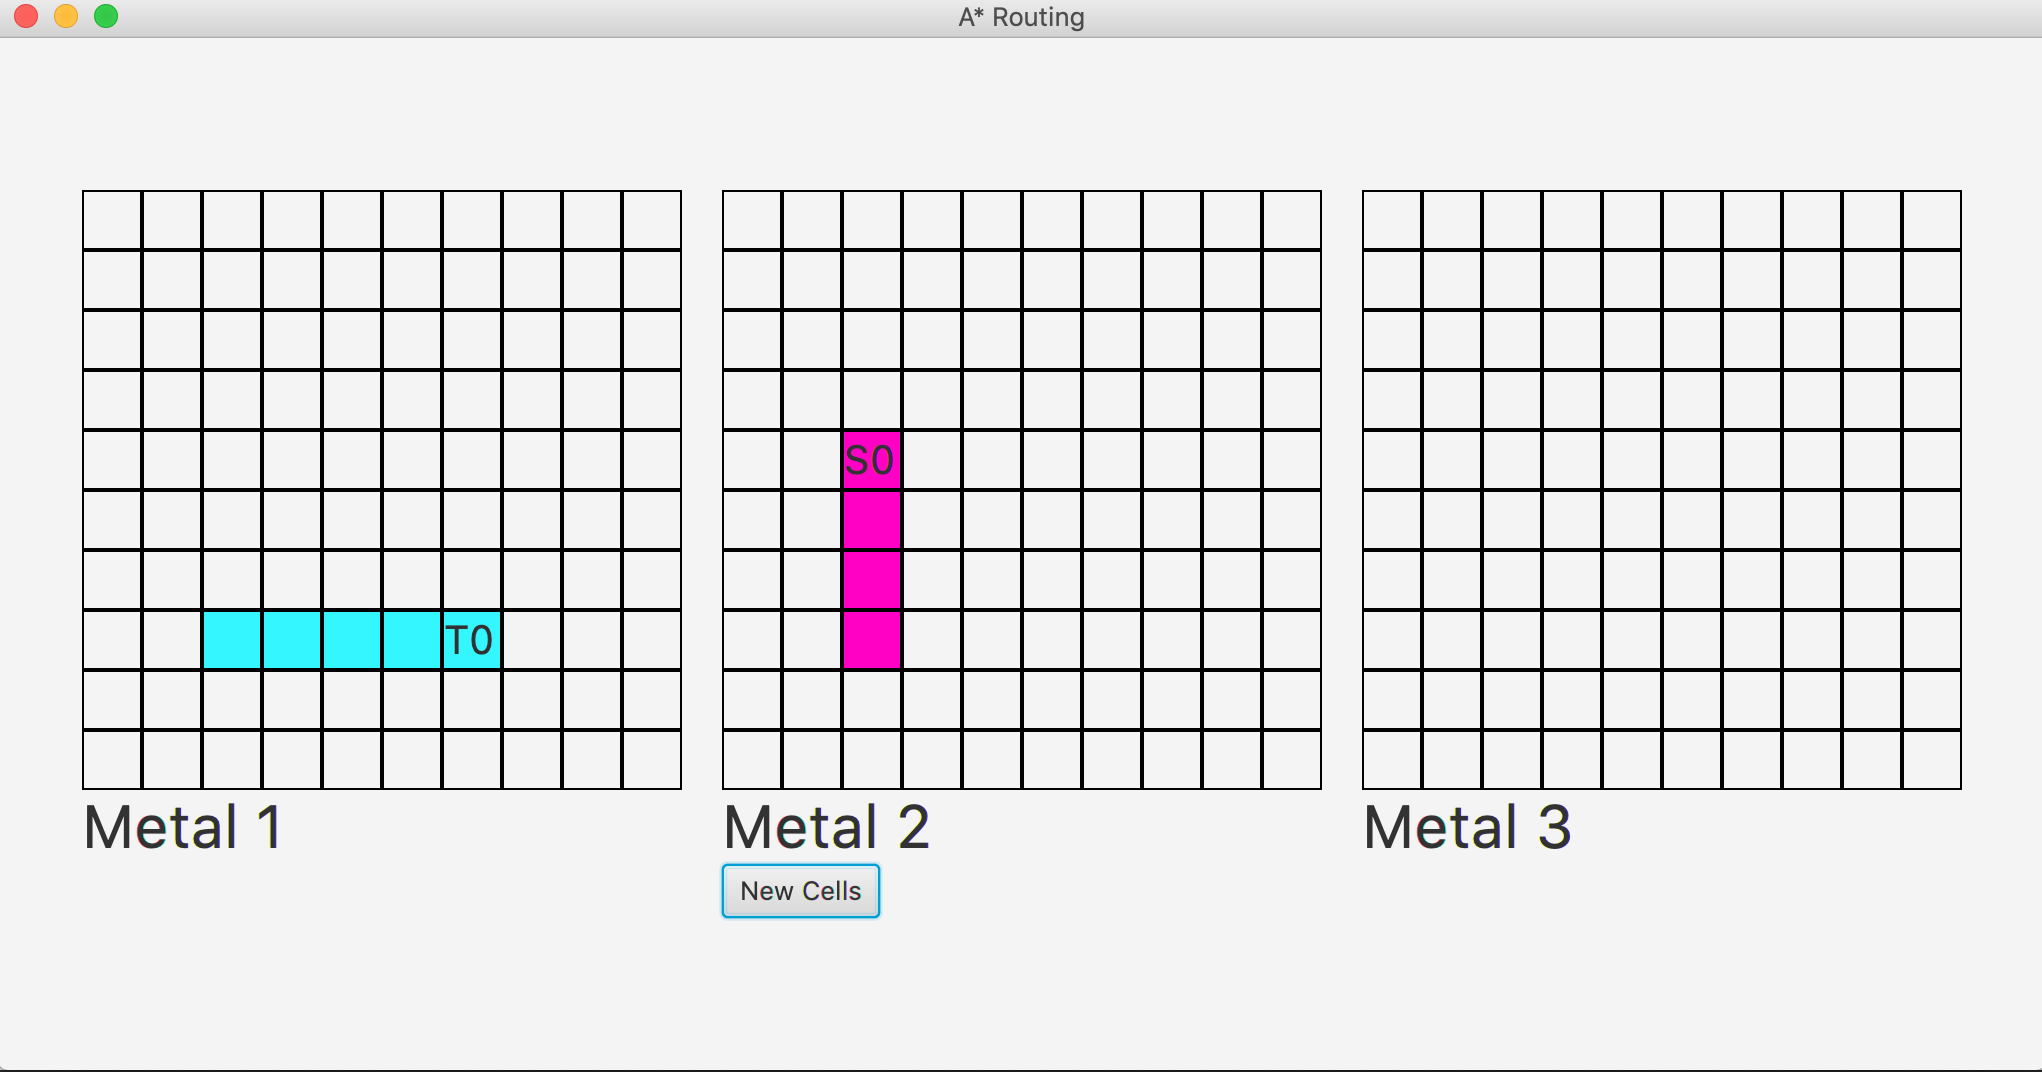 A* Routing
S0
T0
Metal 1
Metal 2
Metal 3
New Cells